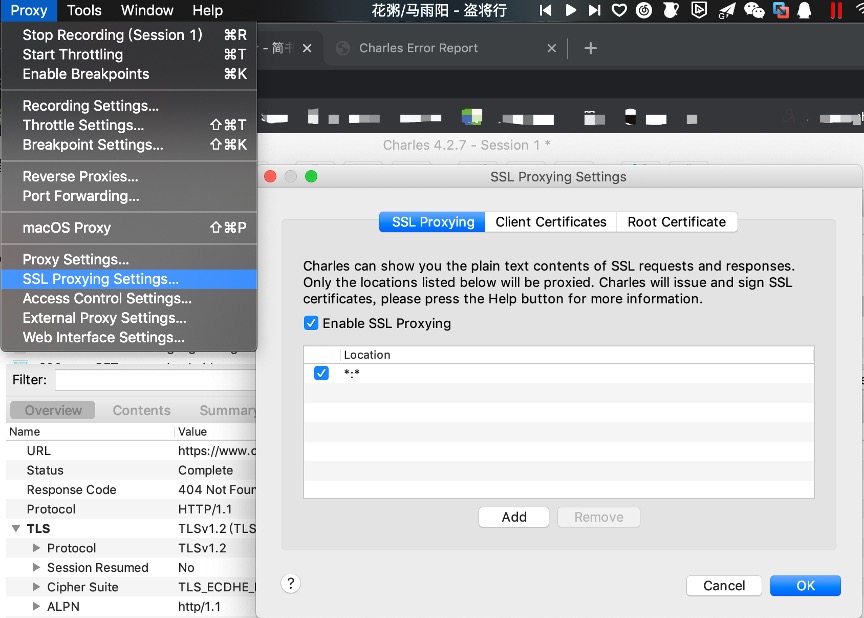 Proxy Tools Window Help 花粥/马雨阳 - 盗将行
Stop Recording (Session 1) ⌘R
Start Throttling ⌘T
Enable Breakpoints ⌘K
Recording Settings...
Throttle Settings... ⇧⌘T
Breakpoint Settings... ⇧⌘K
Reverse Proxies...
Port Forwarding...
macOS Proxy ⇧⌘P
Proxy Settings...
SSL Proxying Settings...
Access Control Settings...
External Proxy Settings...
Web Interface Settings...
- 简书 × Charles Error Report × +
Charles 4.2.7 - Session 1 *
SSL Proxying Settings
SSL Proxying Client Certificates Root Certificate
Charles can show you the plain text contents of SSL requests and responses.
Only the locations listed below will be proxied. Charles will issue and sign SSL
certificates, please press the Help button for more information.
Enable SSL Proxying
Location
*:*
Add Remove
? Cancel OK
Filter:
Overview Contents Summary
Name Value
URL https://www.c
Status Complete
Response Code 404 Not Foun
Protocol HTTP/1.1
TLS TLSv1.2 (TLS
Protocol TLSv1.2
Session Resumed No
Cipher Suite TLS_ECDHE_
ALPN http/1.1